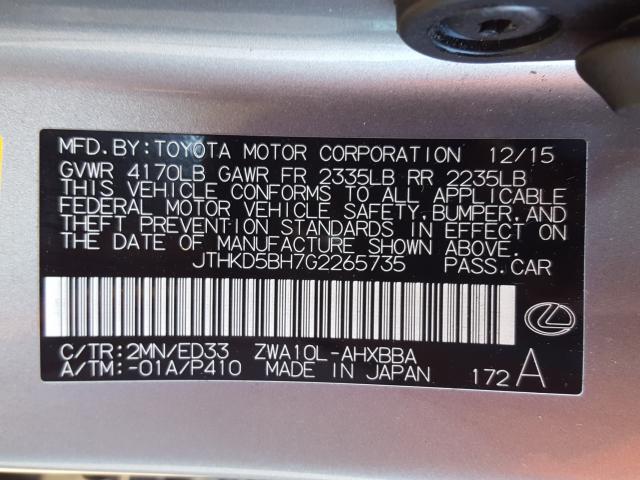 MFD. BY: TOYOTA MOTOR CORPORATION 12/15
GVWR 4170LB GAWR FR 2335LB RR 2235LB
THIS VEHICLE CONFORMS TO ALL APPLICABLE
FEDERAL MOTOR VEHICLE SAFETY, BUMPER, AND
THEFT PREVENTION STANDARDS IN EFFECT ON
THE DATE OF MANUFACTURE SHOWN ABOVE.
JTHKD5BH7G2265735 PASS. CAR
C/TR: 2MN/ED33 ZWA10L-AHXBBA
A/TM: -01A/P410 MADE IN JAPAN 172 A